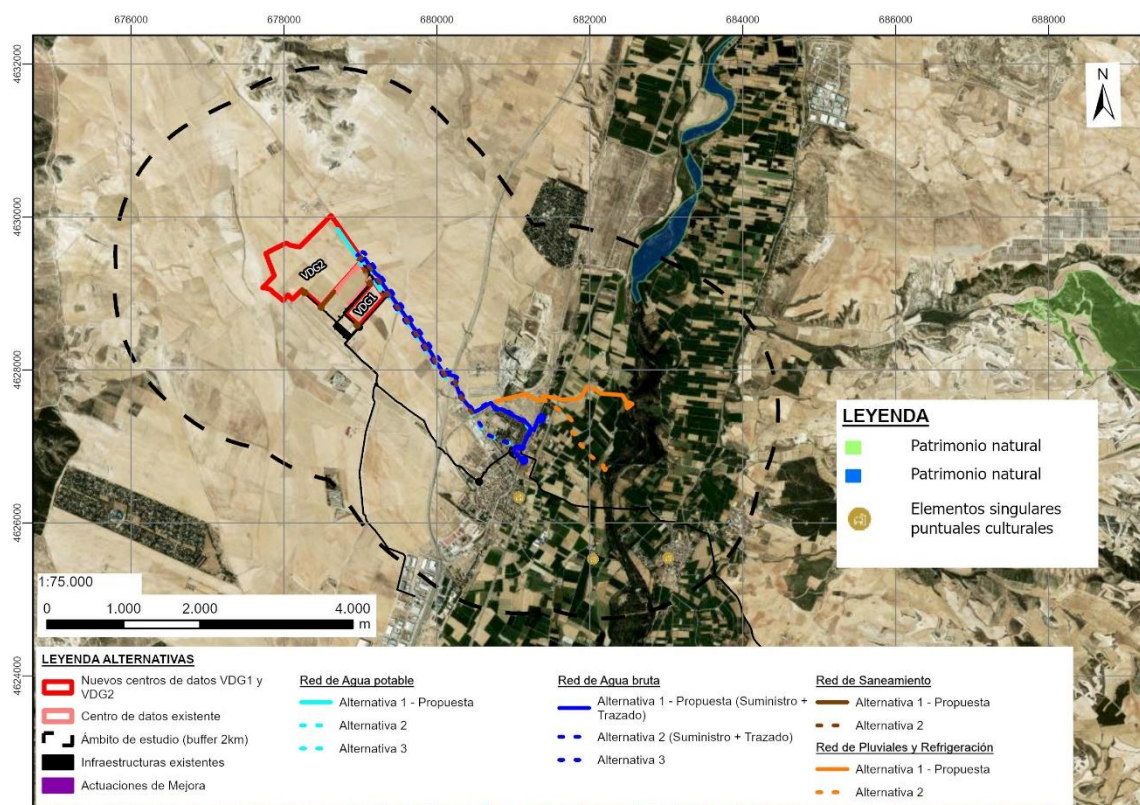 676000 678000 680000 682000 684000 686000 688000
4632000
4630000
4628000
4626000
4624000
N
VDG2
VDG1
LEYENDA
Patrimonio natural
Patrimonio natural
Elementos singulares
puntuales culturales
1:75.000
0 1.000 2.000 4.000
m
LEYENDA ALTERNATIVAS
Nuevos centros de datos VDG1 y
VDG2
Centro de datos existente
Ámbito de estudio (buffer 2km)
Infraestructuras existentes
Actuaciones de Mejora
Red de Agua potable
Alternativa 1 - Propuesta
Alternativa 2
Alternativa 3
Red de Agua bruta
Alternativa 1 - Propuesta (Suministro +
Trazado)
Alternativa 2 (Suministro + Trazado)
Alternativa 3
Red de Saneamiento
Alternativa 1 - Propuesta
Alternativa 2
Red de Pluviales y Refrigeración
Alternativa 1 - Propuesta
Alternativa 2